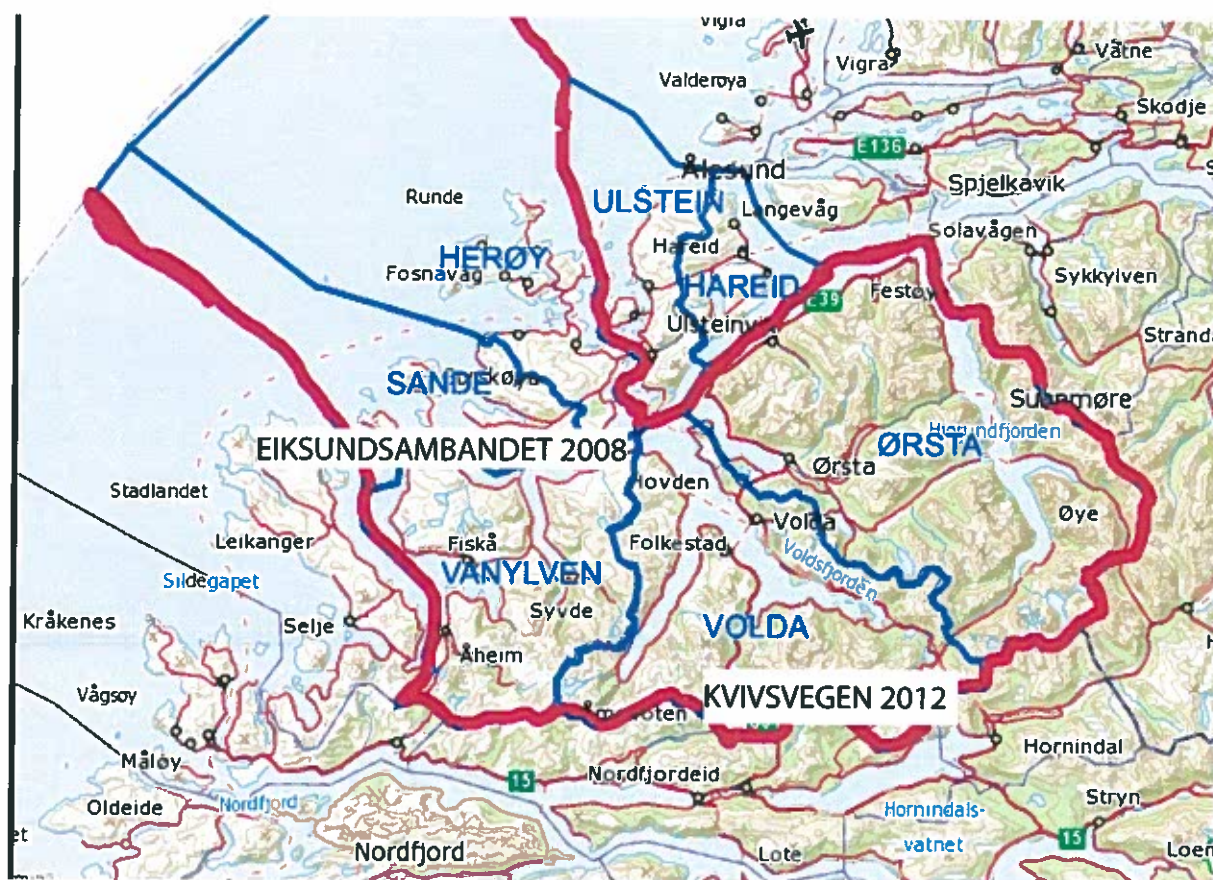 Vigra
Vigra
Vatne
Valderøya
Skodje
E136
Ålesund
Spjelkavik
Runde
ULSTEIN
Langevåg
Solavågen
Hareid
HERØY
Fosnavåg
Sykkylven
HAREID
E39
Festøy
Ulsteinvik
Stranda
SANDE
Gurskøya
Sunnmøre
EIKSUNDSAMBANDET 2008
Hjørundfjorden
ØRSTA
Ørsta
Hovden
Stadlandet
Volda
Øye
Leikanger
Fiskå
Folkestad
Voldsfjorden
Sildegapet
VANYLVEN
Syvde
Kråkenes
Selje
VOLDA
Åheim
Vågsøy
KVIVSVEGEN 2012
Hornindal
Måløy
15
Nordfjordeid
Oldeide
Nordfjord
Hornindals-
vatnet
Stryn
15
Nordfjord
Lote
Loen